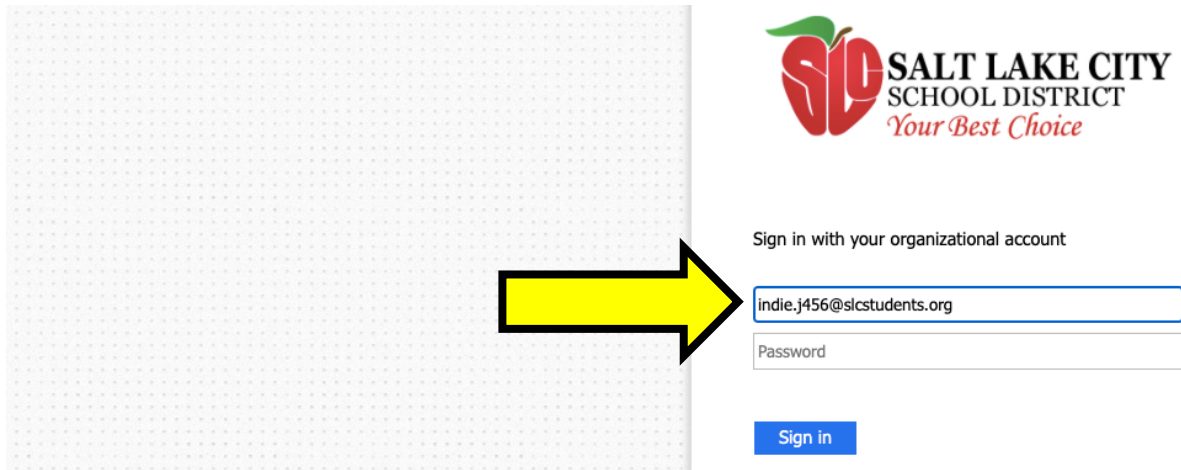 SLC
SALT LAKE CITY
SCHOOL DISTRICT
Your Best Choice
Sign in with your organizational account
indie.j456@slcstudents.org
Password
Sign in